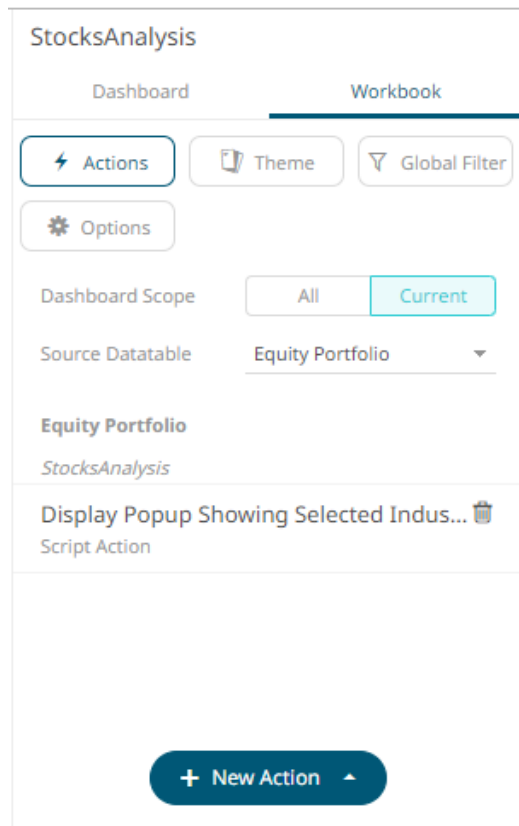 StocksAnalysis
Dashboard Workbook
Actions Theme Global Filter
Options
Dashboard Scope All Current
Source Datatable Equity Portfolio
Equity Portfolio
StocksAnalysis
Display Popup Showing Selected Indus...
Script Action
+ New Action